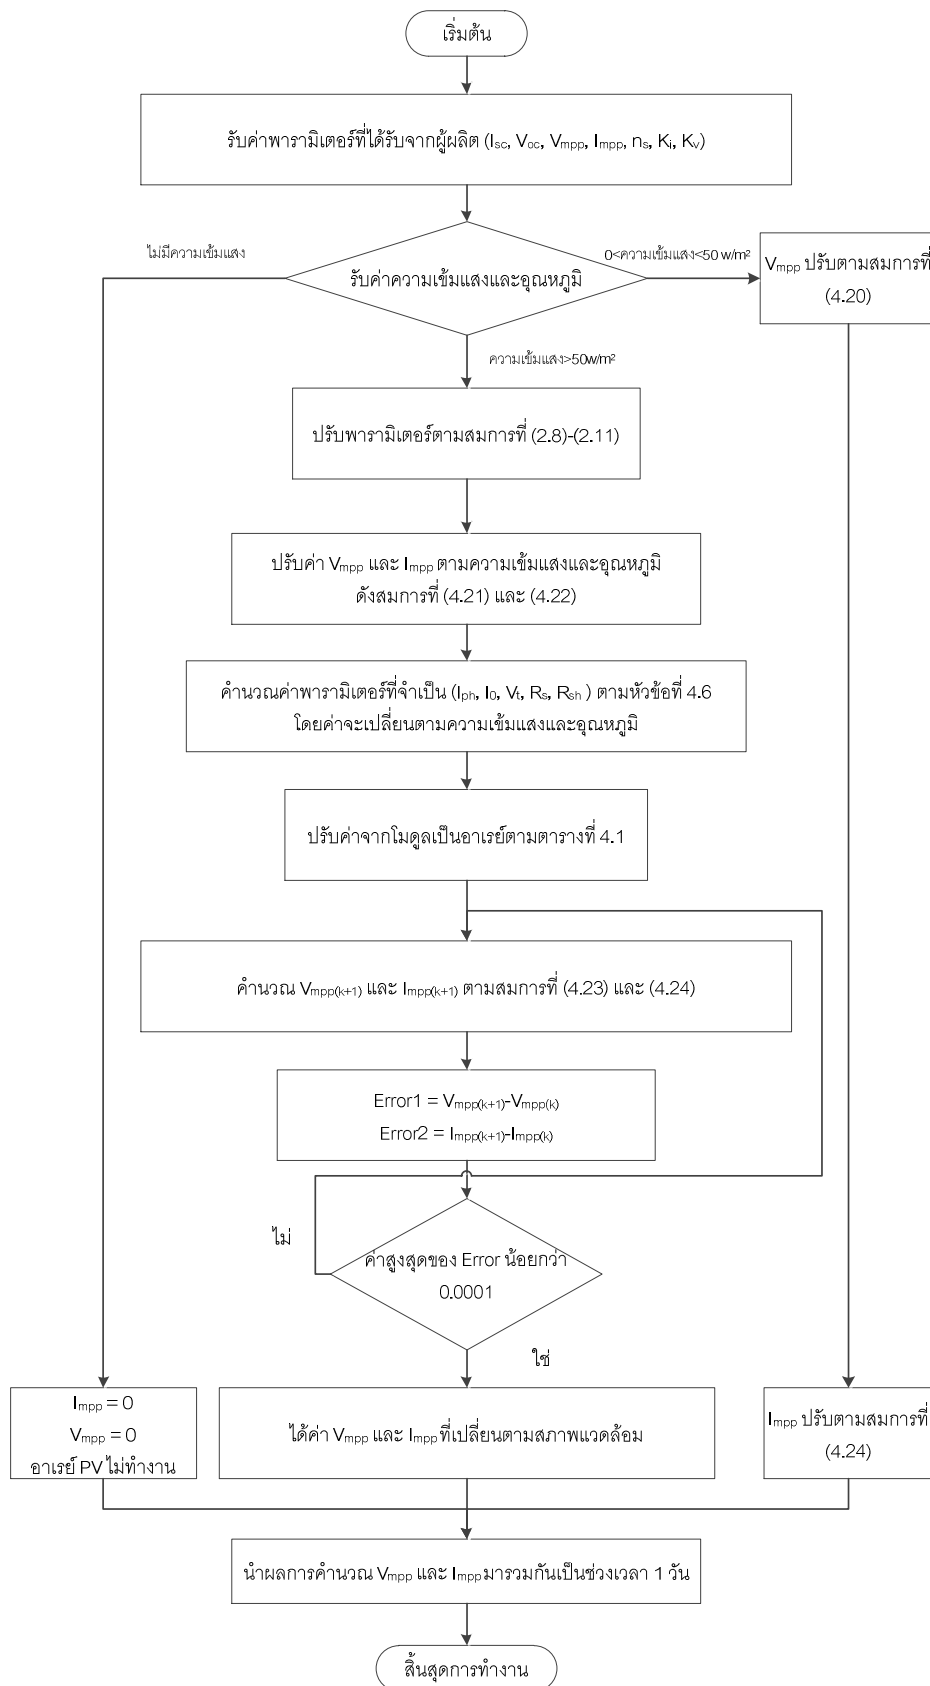 เริ่มต้น
รับค่าพารามิเตอร์ที่ได้รับจากผู้ผลิต (Isc, Voc, Vmpp, Impp, ns, Ki, Kv)
ไม่มีความเข้มแสง
รับค่าความเข้มแสงและอุณหภูมิ
0<ความเข้มแสง<50 w/m²
Vmpp ปรับตามสมการที่
(4.20)
ความเข้มแสง>50w/m²
ปรับพารามิเตอร์ตามสมการที่ (2.8)-(2.11)
ปรับค่า Vmpp และ Impp ตามความเข้มแสงและอุณหภูมิ
ดังสมการที่ (4.21) และ (4.22)
คำนวณค่าพารามิเตอร์ที่จำเป็น (Iph, I0, Vt, Rs, Rsh ) ตามหัวข้อที่ 4.6
โดยค่าจะเปลี่ยนตามความเข้มแสงและอุณหภูมิ
ปรับค่าจากโมดูลเป็นอาเรย์ตามตารางที่ 4.1
คำนวณ Vmpp(k+1) และ Impp(k+1) ตามสมการที่ (4.23) และ (4.24)
Error1 = Vmpp(k+1)-Vmpp(k)
Error2 = Impp(k+1)-Impp(k)
ไม่
ค่าสูงสุดของ Error น้อยกว่า
0.0001
ใช่
Impp = 0
Vmpp = 0
อาเรย์ PV ไม่ทำงาน
ได้ค่า Vmpp และ Impp ที่เปลี่ยนตามสภาพแวดล้อม
Impp ปรับตามสมการที่
(4.24)
นำผลการคำนวณ Vmpp และ Impp มารวมกันเป็นช่วงเวลา 1 วัน
สิ้นสุดการทำงาน